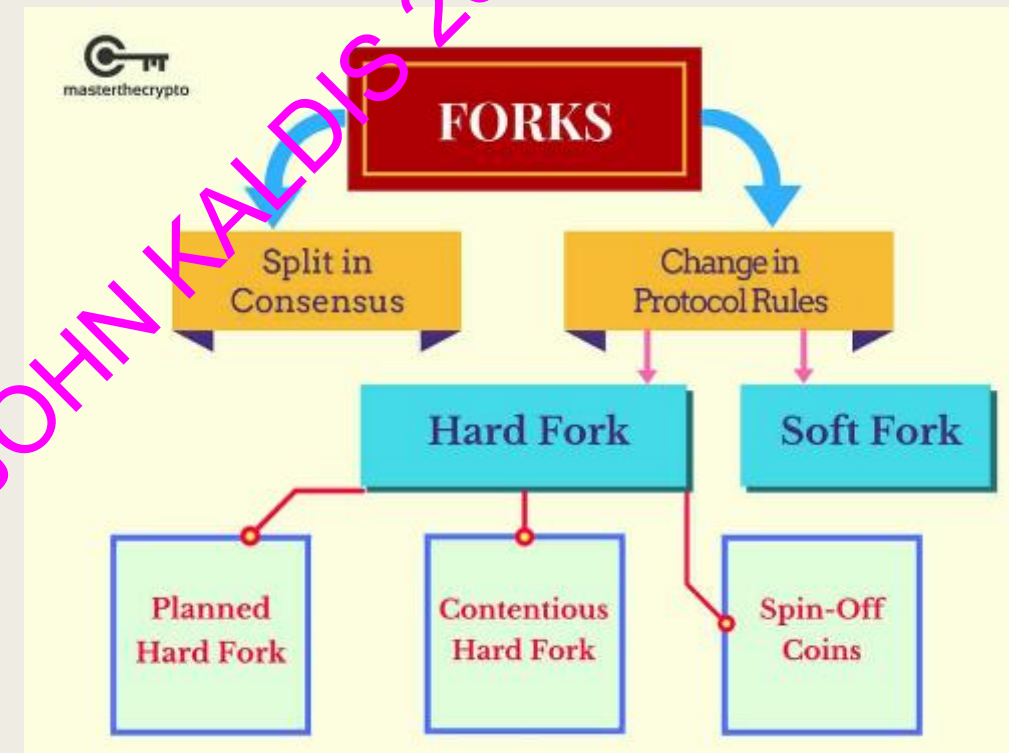 masterthecrypto
JOHN KALDIS
FORKS
Split in
Consensus
Change in
Protocol Rules
Hard Fork
Soft Fork
Planned
Hard Fork
Contentious
Hard Fork
Spin-Off
Coins